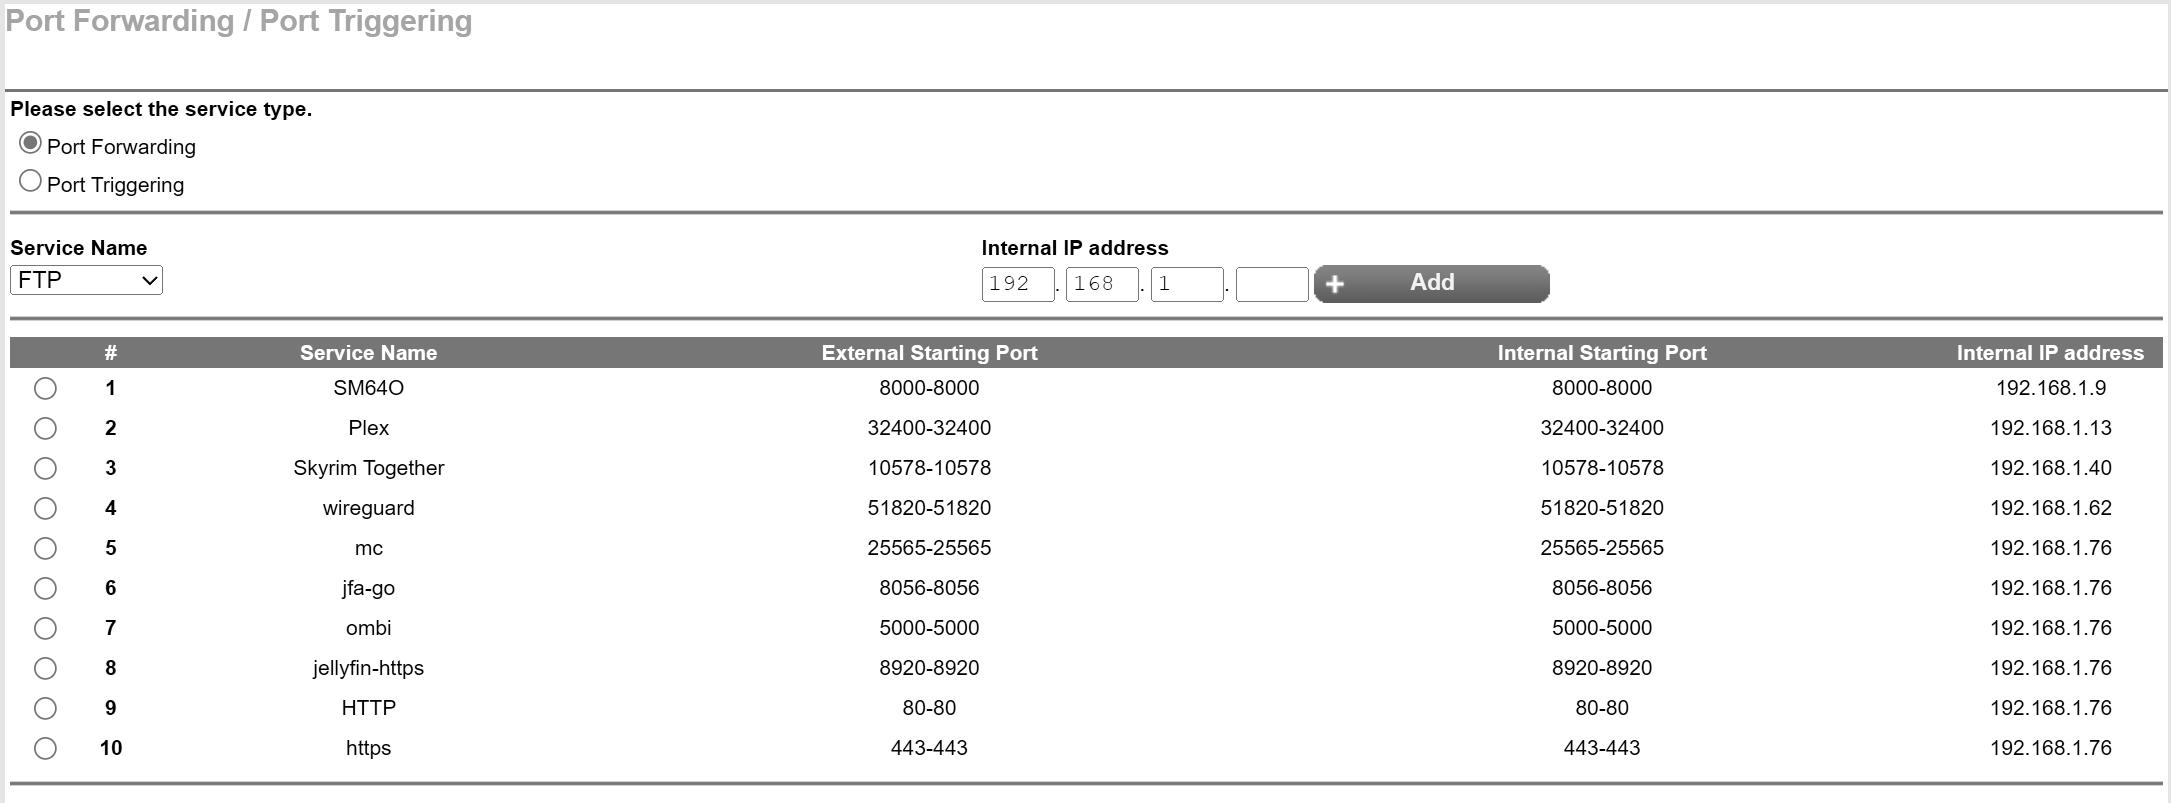 Port Forwarding / Port Triggering
Please select the service type.
Port Forwarding
Port Triggering
Service Name Internal IP address
FTP 192 . 168 . 1 . Add
# Service Name External Starting Port Internal Starting Port Internal IP address
1 SM64O 8000-8000 8000-8000 192.168.1.9
2 Plex 32400-32400 32400-32400 192.168.1.13
3 Skyrim Together 10578-10578 10578-10578 192.168.1.40
4 wireguard 51820-51820 51820-51820 192.168.1.62
5 mc 25565-25565 25565-25565 192.168.1.76
6 jfa-go 8056-8056 8056-8056 192.168.1.76
7 ombi 5000-5000 5000-5000 192.168.1.76
8 jellyfin-https 8920-8920 8920-8920 192.168.1.76
9 HTTP 80-80 80-80 192.168.1.76
10 https 443-443 443-443 192.168.1.76